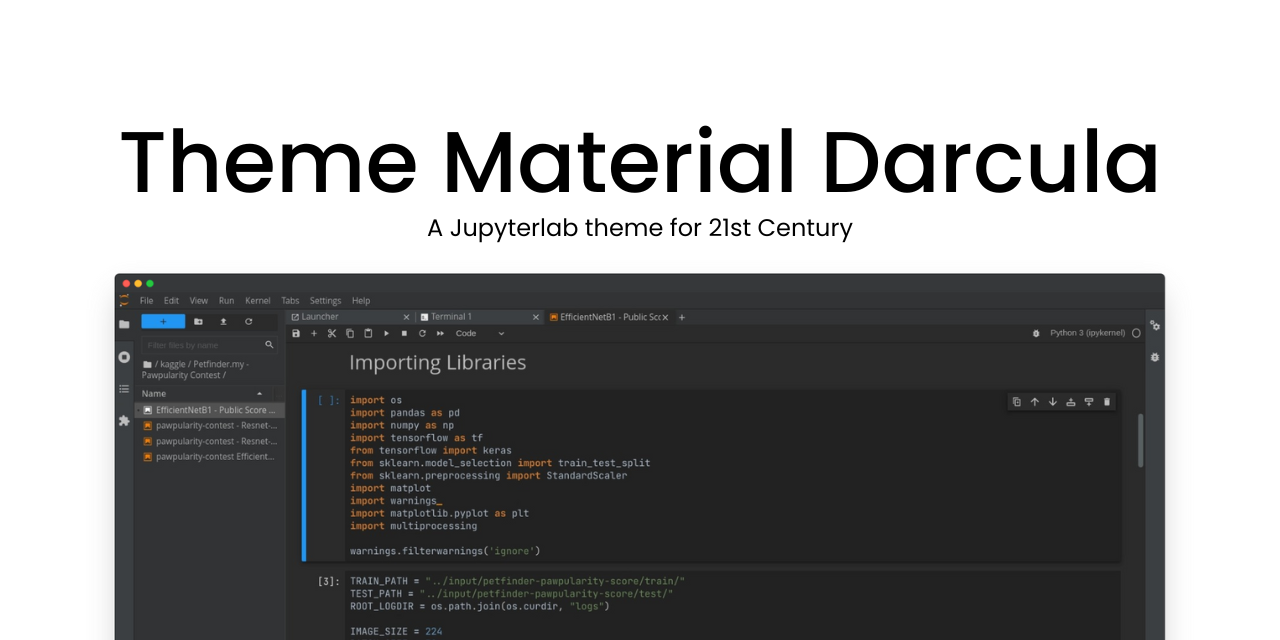 Theme Material Darcula
A Jupyterlab theme for 21st Century
File Edit View Run Kernel Tabs Settings Help
Launcher
Terminal 1
EfficientNetB1 - Public Scc
Code
Python 3 (ipykernel)
Filter files by name
/ kaggle / Petfinder.my -
Pawpularity Contest /
Name
EfficientNetB1 - Public Score ...
pawpularity-contest - Resnet-...
pawpularity-contest - Resnet-...
pawpularity-contest Efficient...
Importing Libraries
[ ]:
import os
import pandas as pd
import numpy as np
import tensorflow as tf
from tensorflow import keras
from sklearn.model_selection import train_test_split
from sklearn.preprocessing import StandardScaler
import matplot
import warnings_
import matplotlib.pyplot as plt
import multiprocessing
warnings.filterwarnings('ignore')
[3]:
TRAIN_PATH = "../input/petfinder-pawpularity-score/train/"
TEST_PATH = "../input/petfinder-pawpularity-score/test/"
ROOT_LOGDIR = os.path.join(os.curdir, "logs")
IMAGE_SIZE = 224